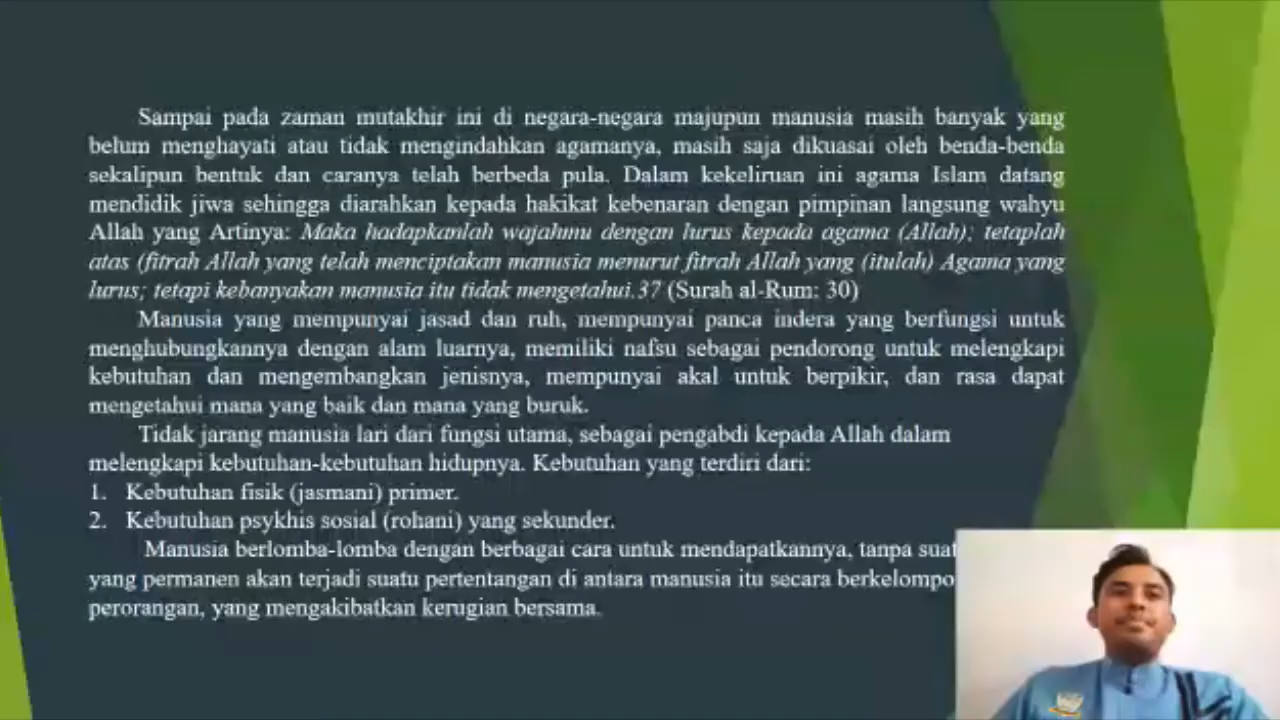 Sampai pada zaman mutakhir ini di negara-negara majupun manusia masih banyak yang
belum menghayati atau tidak mengindahkan agamanya, masih saja dikuasai oleh benda-benda
sekalipun bentuk dan caranya telah berbeda pula. Dalam kekeliruan ini agama Islam datang
mendidik jiwa sehingga diarahkan kepada hakikat kebenaran dengan pimpinan langsung wahyu
Allah yang Artinya: Maka hadapkanlah wajahmu dengan lurus kepada agama (Allah); tetaplah
atas (fitrah Allah yang telah menciptakan manusia menurut fitrah Allah yang (itulah) Agama yang
lurus; tetapi kebanyakan manusia itu tidak mengetahui.37 (Surah al-Rum: 30)
Manusia yang mempunyai jasad dan ruh, mempunyai panca indera yang berfungsi untuk
menghubungkannya dengan alam luarnya, memiliki nafsu sebagai pendorong untuk melengkapi
kebutuhan dan mengembangkan jenisnya, mempunyai akal untuk berpikir, dan rasa dapat
mengetahui mana yang baik dan mana yang buruk.
Tidak jarang manusia lari dari fungsi utama, sebagai pengabdi kepada Allah dalam
melengkapi kebutuhan-kebutuhan hidupnya. Kebutuhan yang terdiri dari:
1. Kebutuhan fisik (jasmani) primer.
2. Kebutuhan psykhis sosial (rohani) yang sekunder.
Manusia berlomba-lomba dengan berbagai cara untuk mendapatkannya, tanpa suat
yang permanen akan terjadi suatu pertentangan di antara manusia itu secara berkelompo
perorangan, yang mengakibatkan kerugian bersama.